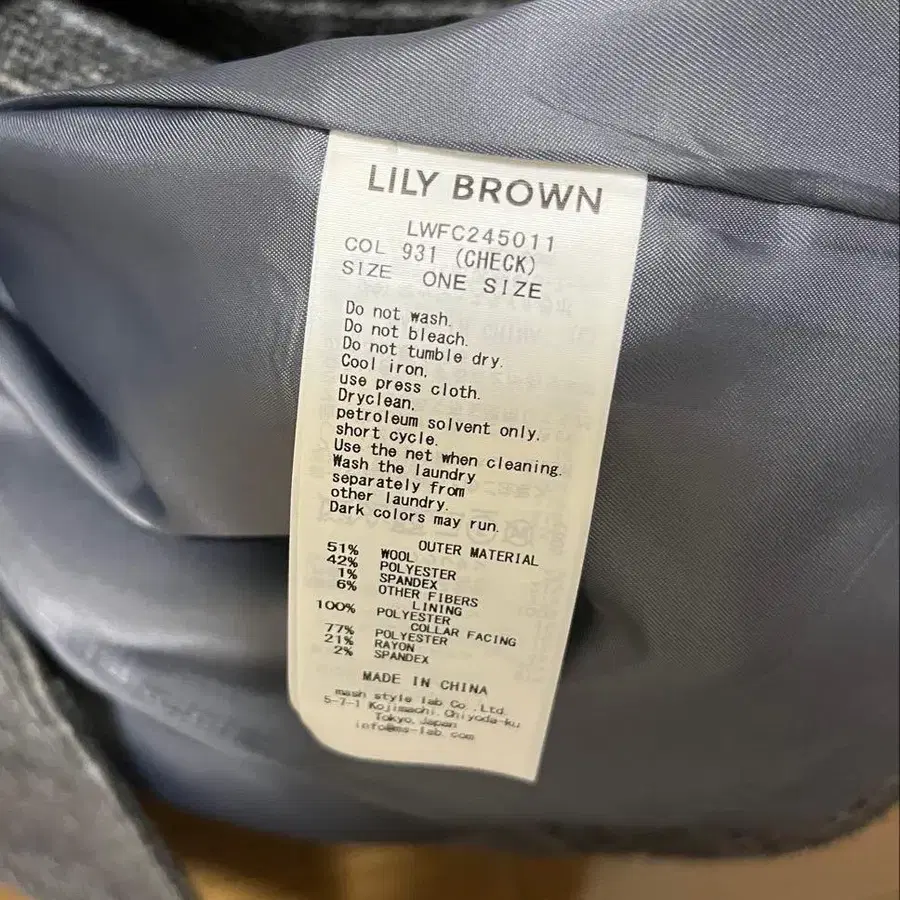 LILY BROWN
LWFC245011
COL 931 (CHECK)
SIZE ONE SIZE
Do not wash.
Do not bleach.
Do not tumble dry.
Cool iron.
use press cloth.
Dryclean.
petroleum solvent only.
short cycle.
Use the net when cleaning.
Wash the laundry
separately from
other laundry.
Dark colors may run.
OUTER MATERIAL
51% WOOL
42% POLYESTER
1% SPANDEX
6% OTHER FIBERS
LINING
100% POLYESTER
COLLAR FACING
77% POLYESTER
21% RAYON
2% SPANDEX
MADE IN CHINA
mash style lab Co.,Ltd.
5-7-1 Kojimachi,Chiyoda-ku
Tokyo,Japan
info@ms-lab.com